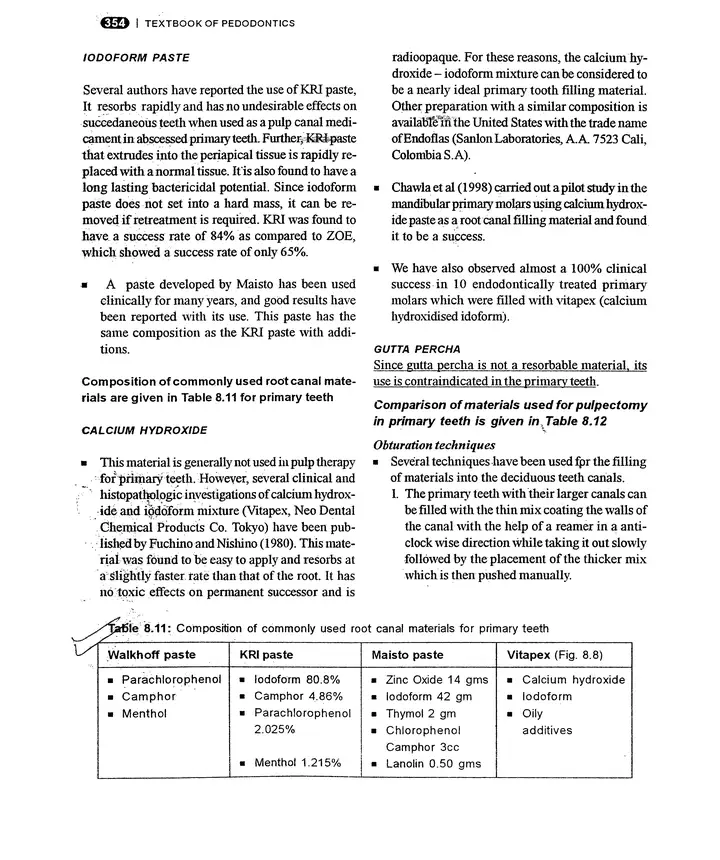 354 | TEXTBOOK OF PEDODONTICS
IODOFORM PASTE
Several authors have reported the use of KRI paste,
It resorbs rapidly and has no undesirable effects on
succedaneous teeth when used as a pulp canal medi-
cament in abscessed primary teeth. Further, KRI paste
that extrudes into the periapical tissue is rapidly re-
placed with a normal tissue. It is also found to have a
long lasting bactericidal potential. Since iodoform
paste does not set into a hard mass, it can be re-
moved if retreatment is required. KRI was found to
have a success rate of 84% as compared to ZOE,
which showed a success rate of only 65%.
▪ A paste developed by Maisto has been used
clinically for many years, and good results have
been reported with its use. This paste has the
same composition as the KRI paste with addi-
tions.
Composition of commonly used root canal mate-
rials are given in Table 8.11 for primary teeth
CALCIUM HYDROXIDE
▪ This material is generally not used in pulp therapy
for primary teeth. However, several clinical and
histopathologic investigations of calcium hydrox-
ide and iodoform mixture (Vitapex, Neo Dental
Chemical Products Co. Tokyo) have been pub-
lished by Fuchino and Nishino (1980). This mate-
rial was found to be easy to apply and resorbs at
a slightly faster rate than that of the root. It has
no toxic effects on permanent successor and is
radioopaque. For these reasons, the calcium hy-
droxide – iodoform mixture can be considered to
be a nearly ideal primary tooth filling material.
Other preparation with a similar composition is
available in the United States with the trade name
of Endoflas (Sanlon Laboratories, A.A. 7523 Cali,
Colombia S.A).
▪ Chawla et al (1998) carried out a pilot study in the
mandibular primary molars using calcium hydrox-
ide paste as a root canal filling material and found
it to be a success.
▪ We have also observed almost a 100% clinical
success in 10 endodontically treated primary
molars which were filled with vitapex (calcium
hydroxidised idoform).
GUTTA PERCHA
Since gutta percha is not a resorbable material, its
use is contraindicated in the primary teeth.
Comparison of materials used for pulpectomy
in primary teeth is given in Table 8.12
Obturation techniques
▪ Several techniques have been used for the filling
of materials into the deciduous teeth canals.
1. The primary teeth with their larger canals can
be filled with the thin mix coating the walls of
the canal with the help of a reamer in a anti-
clock wise direction while taking it out slowly
followed by the placement of the thicker mix
which is then pushed manually.
Table 8.11: Composition of commonly used root canal materials for primary teeth
Walkhoff paste
▪ Parachlorophenol
▪ Camphor
▪ Menthol
KRI paste
▪ Iodoform 80.8%
▪ Camphor 4.86%
▪ Parachlorophenol
2.025%
▪ Menthol 1.215%
Maisto paste
▪ Zinc Oxide 14 gms
▪ Iodoform 42 gm
▪ Thymol 2 gm
▪ Chlorophenol
Camphor 3cc
▪ Lanolin 0.50 gms
Vitapex (Fig. 8.8)
▪ Calcium hydroxide
▪ Iodoform
▪ Oily
additives